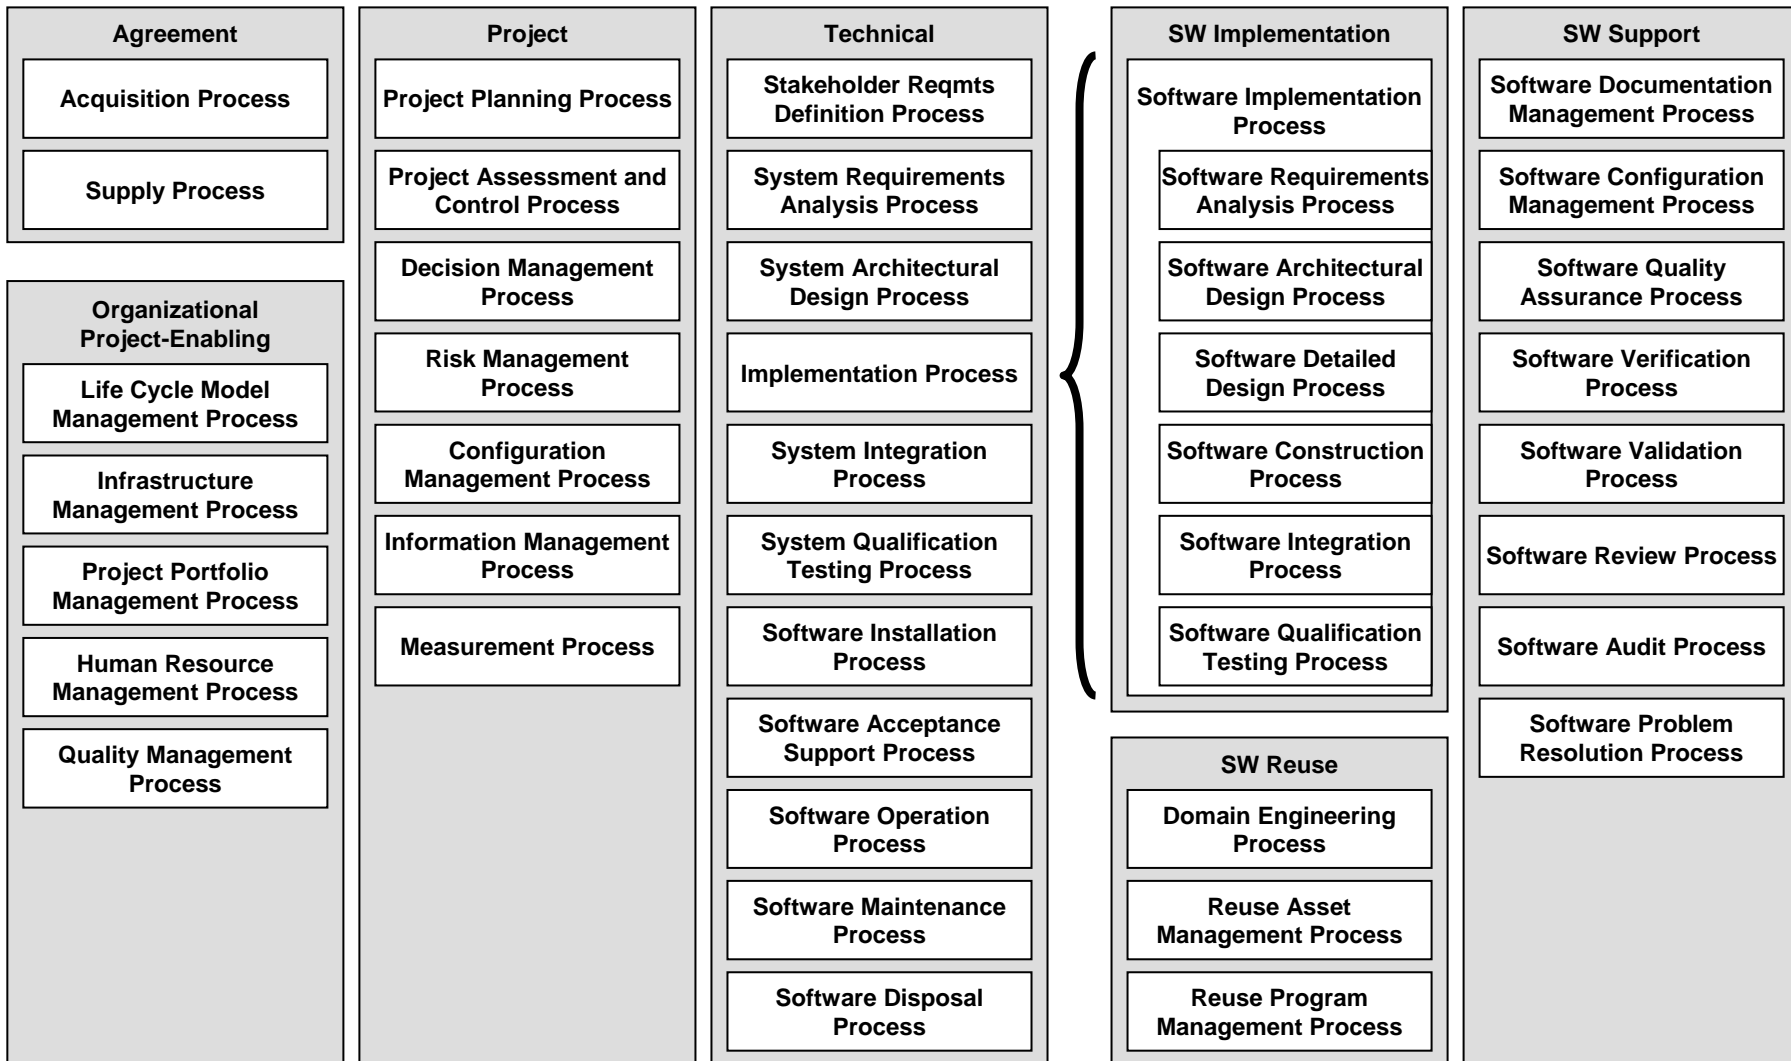 Agreement
Acquisition Process
Supply Process
Organizational
Project-Enabling
Life Cycle Model
Management Process
Infrastructure
Management Process
Project Portfolio
Management Process
Human Resource
Management Process
Quality Management
Process
Project
Project Planning Process
Project Assessment and
Control Process
Decision Management
Process
Risk Management
Process
Configuration
Management Process
Information Management
Process
Measurement Process
Technical
Stakeholder Reqmts
Definition Process
System Requirements
Analysis Process
System Architectural
Design Process
Implementation Process
System Integration
Process
System Qualification
Testing Process
Software Installation
Process
Software Acceptance
Support Process
Software Operation
Process
Software Maintenance
Process
Software Disposal
Process
SW Implementation
Software Implementation
Process
Software Requirements
Analysis Process
Software Architectural
Design Process
Software Detailed
Design Process
Software Construction
Process
Software Integration
Process
Software Qualification
Testing Process
SW Reuse
Domain Engineering
Process
Reuse Asset
Management Process
Reuse Program
Management Process
SW Support
Software Documentation
Management Process
Software Configuration
Management Process
Software Quality
Assurance Process
Software Verification
Process
Software Validation
Process
Software Review Process
Software Audit Process
Software Problem
Resolution Process